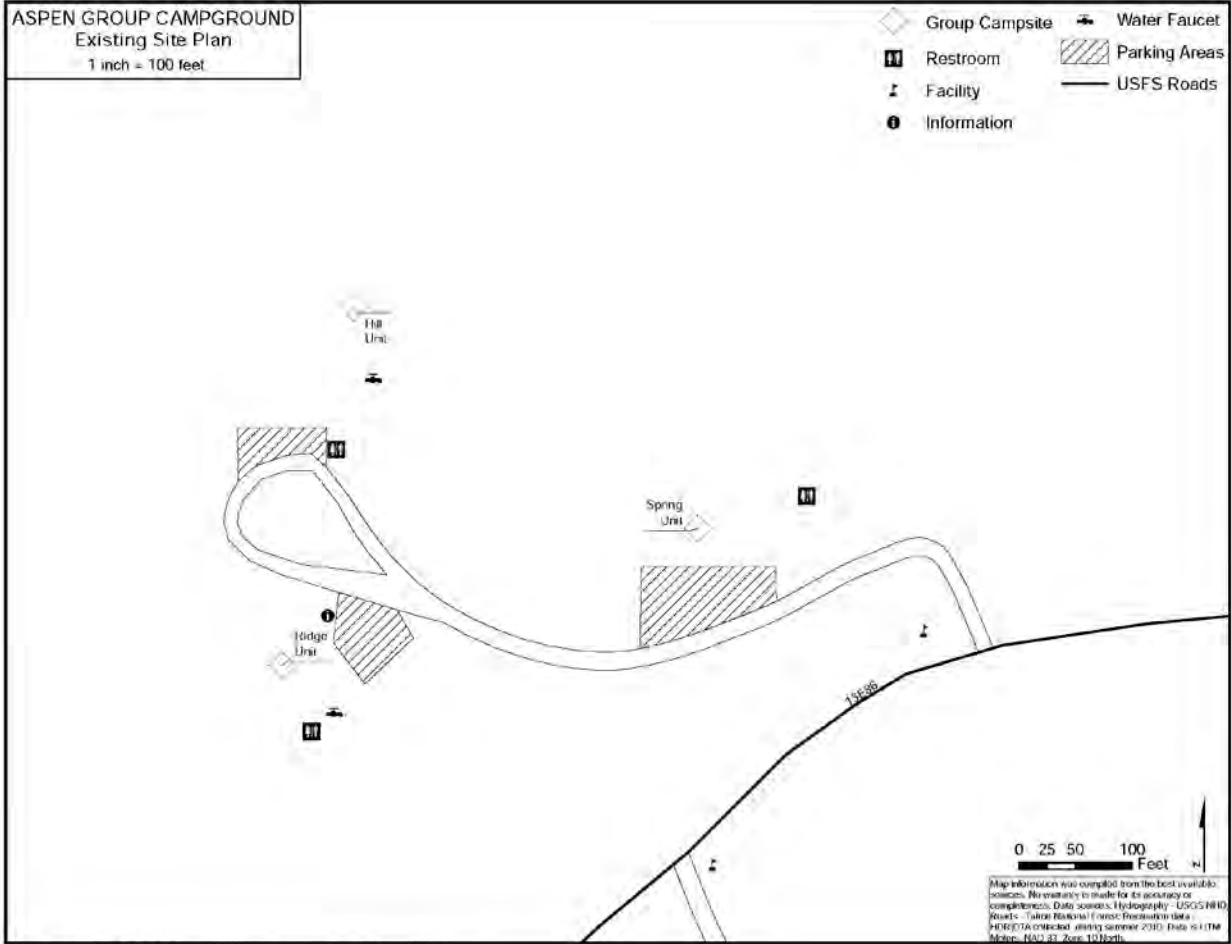 ASPEN GROUP CAMPGROUND
Existing Site Plan
1 inch = 100 feet
Group Campsite
Restroom
Facility
Information
Water Faucet
Parking Areas
USFS Roads
Hill
Unit
Spring
Unit
Ridge
Unit
13E86
0 25 50 100
Feet
N
Map information was compiled from the best available
sources. No warranty is made for its accuracy or
completeness. Data sources: Hydrography - USGS NHD
Roads - Tahoe National Forest; Recreation data -
HDR|DTA collected during summer 2010; Data is UTM
Meters, NAD 83, Zone 10 North.